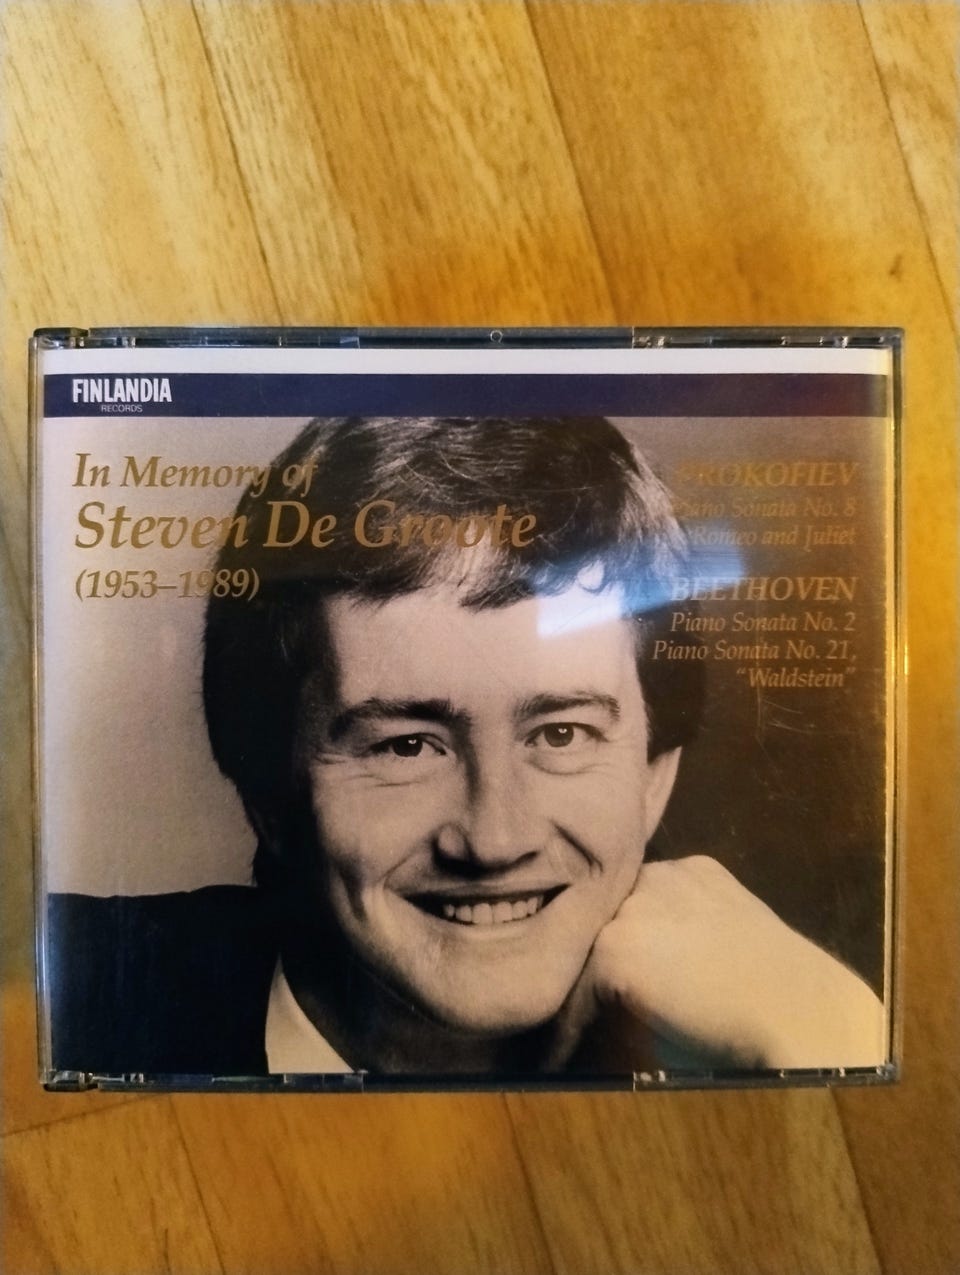 FINLANDIA
RECORDS
In Memory of
Steven De Groote
(1953–1989)
PROKOFIEV
Piano Sonata No. 8
Romeo and Juliet
BEETHOVEN
Piano Sonata No. 2
Piano Sonata No. 21,
“Waldstein”